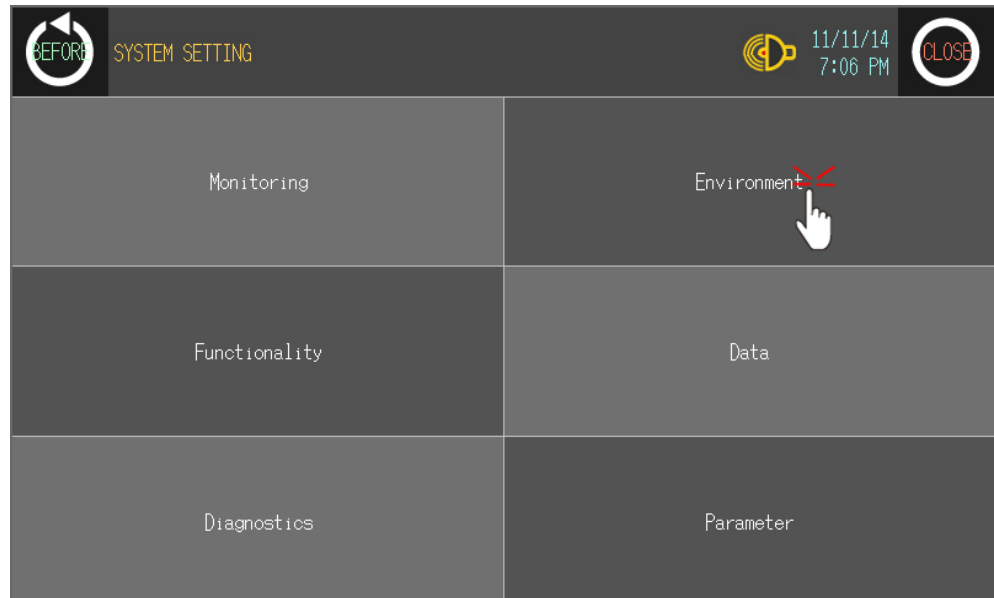 BEFORE
SYSTEM SETTING
11/11/14
7:06 PM
CLOSE
Monitoring
Environment
Functionality
Data
Diagnostics
Parameter